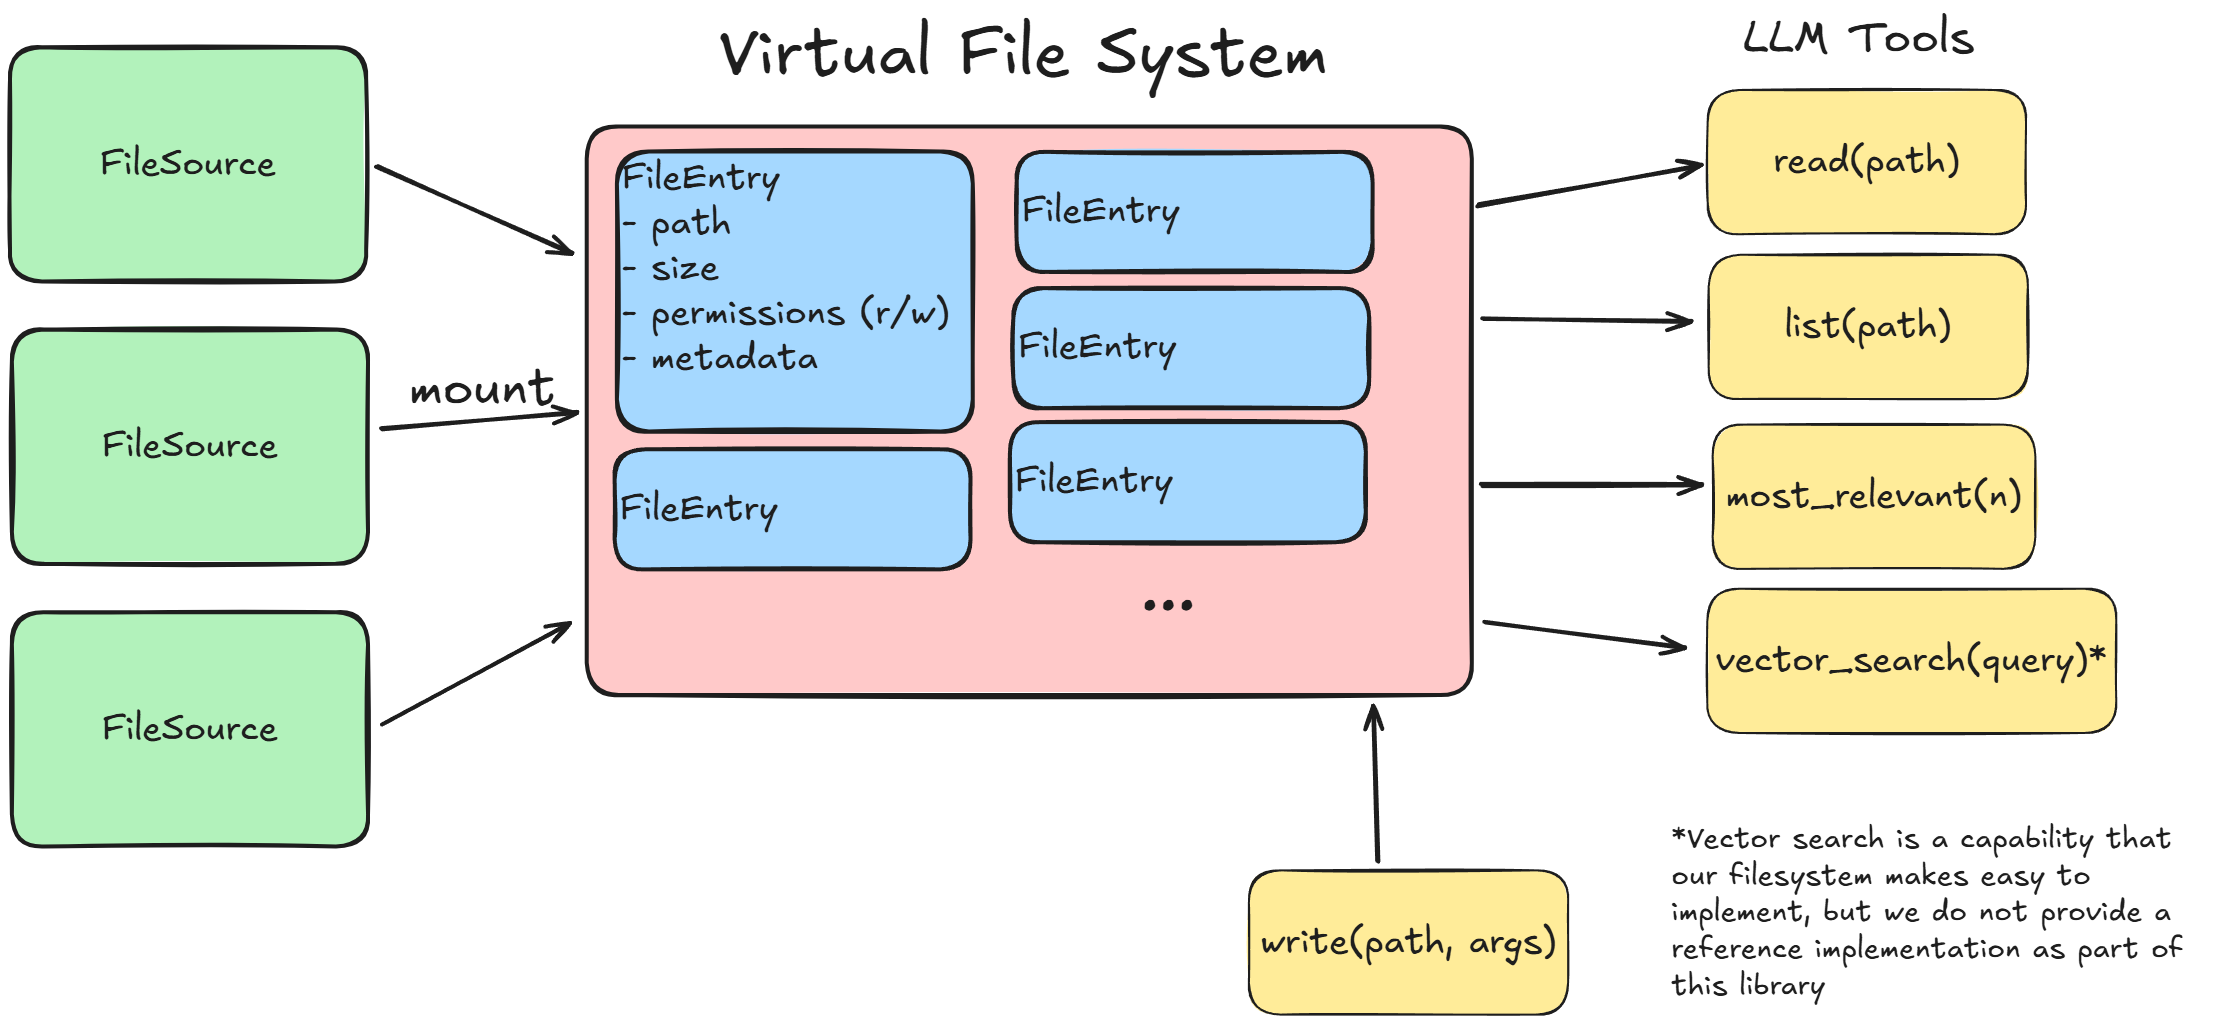 Virtual File System
LLM Tools
FileSource
FileSource
FileSource
mount
FileEntry
- path
- size
- permissions (r/w)
- metadata
FileEntry
FileEntry
FileEntry
FileEntry
...
read(path)
list(path)
most_relevant(n)
vector_search(query)*
write(path, args)
*Vector search is a capability that
our filesystem makes easy to
implement, but we do not provide a
reference implementation as part of
this library